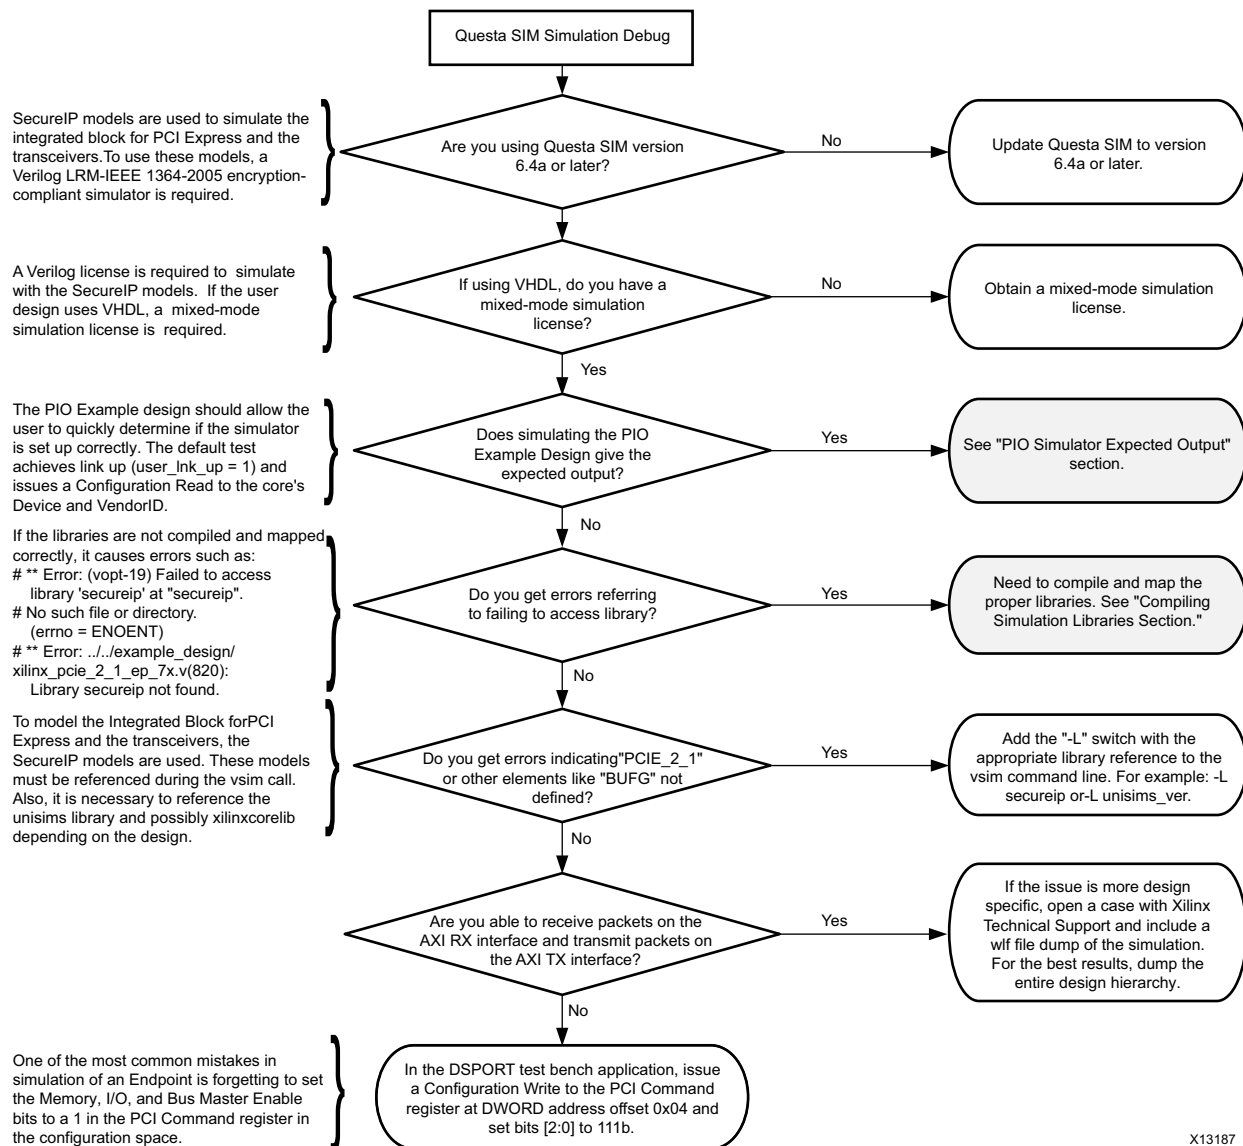 Questa SIM Simulation Debug
SecureIP models are used to simulate the
integrated block for PCI Express and the
transceivers.To use these models, a
Verilog LRM-IEEE 1364-2005 encryption-
compliant simulator is required.
Are you using Questa SIM version
6.4a or later?
No
Update Questa SIM to version
6.4a or later.
A Verilog license is required to simulate
with the SecureIP models. If the user
design uses VHDL, a mixed-mode
simulation license is required.
If using VHDL, do you have a
mixed-mode simulation
license?
No
Obtain a mixed-mode simulation
license.
Yes
The PIO Example design should allow the
user to quickly determine if the simulator
is set up correctly. The default test
achieves link up (user_lnk_up = 1) and
issues a Configuration Read to the core's
Device and VendorID.
Does simulating the PIO
Example Design give the
expected output?
Yes
See "PIO Simulator Expected Output"
section.
No
If the libraries are not compiled and mapped
correctly, it causes errors such as:
# ** Error: (vopt-19) Failed to access
library 'secureip' at "secureip".
# No such file or directory.
(errno = ENOENT)
# ** Error: ../../example_design/
xilinx_pcie_2_1_ep_7x.v(820):
Library secureip not found.
Do you get errors referring
to failing to access library?
Yes
Need to compile and map the
proper libraries. See "Compiling
Simulation Libraries Section."
No
To model the Integrated Block forPCI
Express and the transceivers, the
SecureIP models are used. These models
must be referenced during the vsim call.
Also, it is necessary to reference the
unisims library and possibly xilinxcorelib
depending on the design.
Do you get errors indicating"PCIE_2_1"
or other elements like "BUFG" not
defined?
Yes
Add the "-L" switch with the
appropriate library reference to the
vsim command line. For example: -L
secureip or-L unisims_ver.
No
Are you able to receive packets on the
AXI RX interface and transmit packets on
the AXI TX interface?
Yes
If the issue is more design
specific, open a case with Xilinx
Technical Support and include a
wlf file dump of the simulation.
For the best results, dump the
entire design hierarchy.
No
One of the most common mistakes in
simulation of an Endpoint is forgetting to set
the Memory, I/O, and Bus Master Enable
bits to a 1 in the PCI Command register in
the configuration space.
In the DSPORT test bench application, issue
a Configuration Write to the PCI Command
register at DWORD address offset 0x04 and
set bits [2:0] to 111b.
X13187